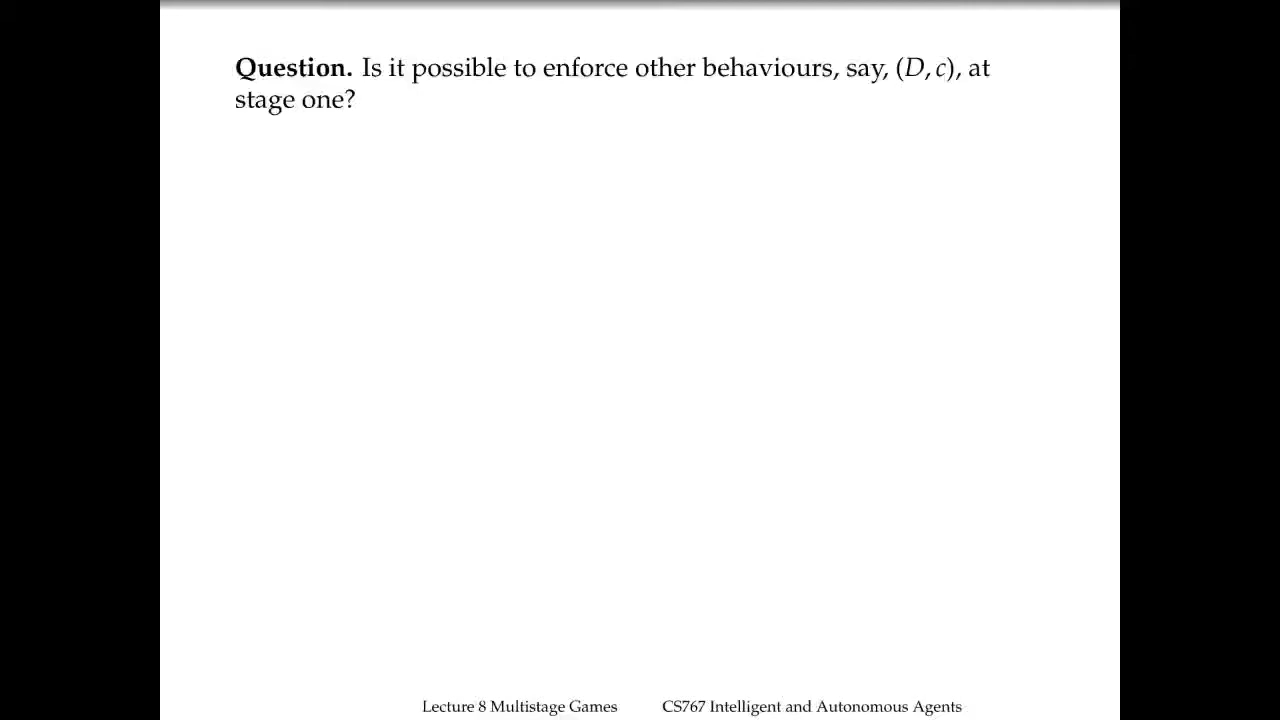 Question. Is it possible to enforce other behaviours, say, (D, c), at
stage one?
Lecture 8 Multistage Games CS767 Intelligent and Autonomous Agents